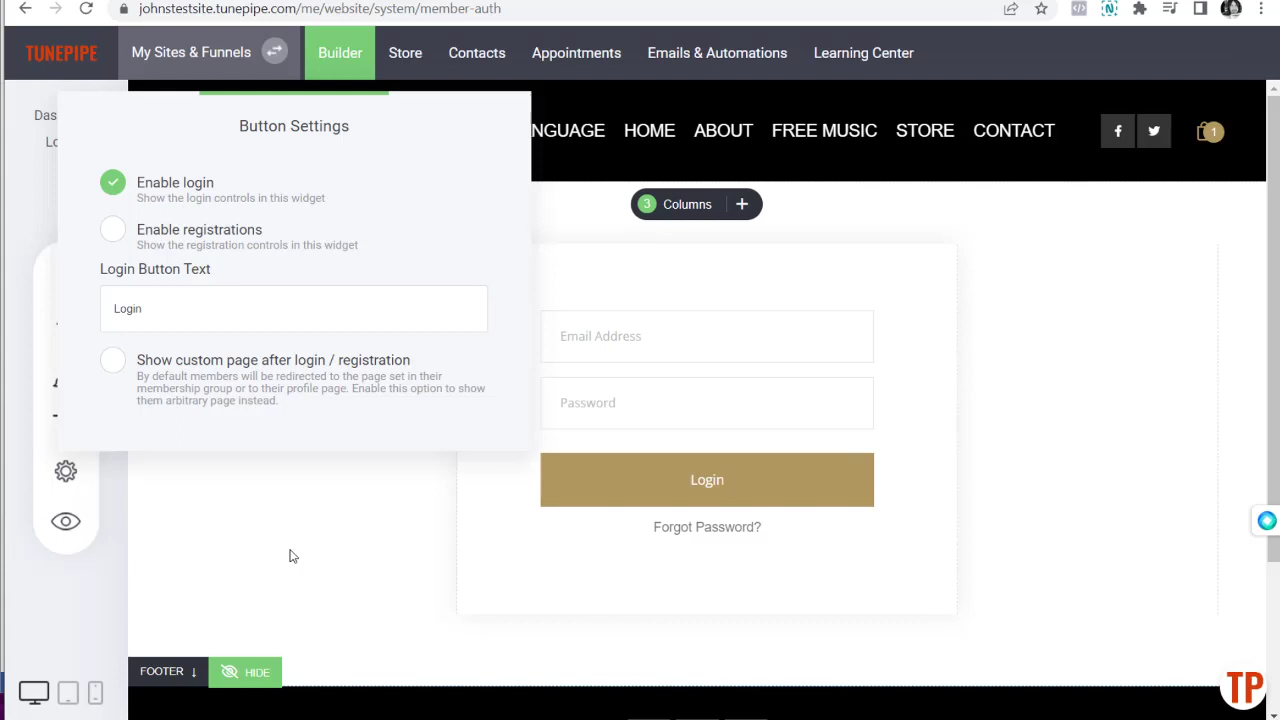 johnstestsite.tunepipe.com/me/website/system/member-auth
TUNEPIPE
My Sites & Funnels
Builder
Store
Contacts
Appointments
Emails & Automations
Learning Center
Das
Lo
Button Settings
Enable login
Show the login controls in this widget
Enable registrations
Show the registration controls in this widget
Login Button Text
Login
Show custom page after login / registration
By default members will be redirected to the page set in their
membership group or to their profile page. Enable this option to show
them arbitrary page instead.
NGUAGE
HOME
ABOUT
FREE MUSIC
STORE
CONTACT
1
3 Columns +
Email Address
Password
Login
Forgot Password?
FOOTER ↓
HIDE
TP